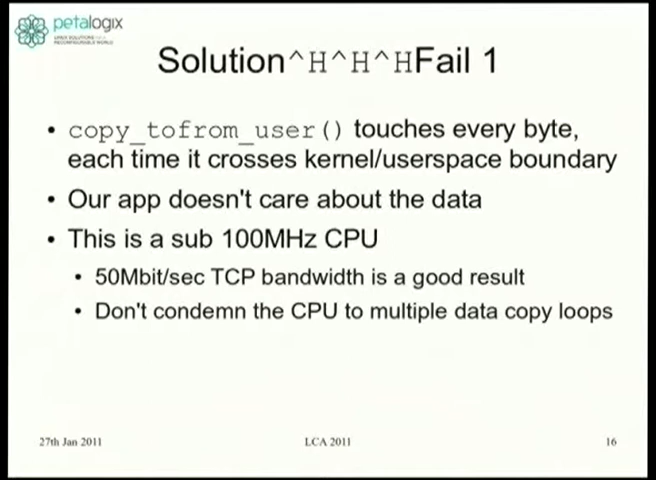 petalogix
Solution^H^H^HFail 1
• copy_tofrom_user() touches every byte,
each time it crosses kernel/userspace boundary
• Our app doesn't care about the data
• This is a sub 100MHz CPU
• 50Mbit/sec TCP bandwidth is a good result
• Don't condemn the CPU to multiple data copy loops
27th Jan 2011
LCA 2011
16